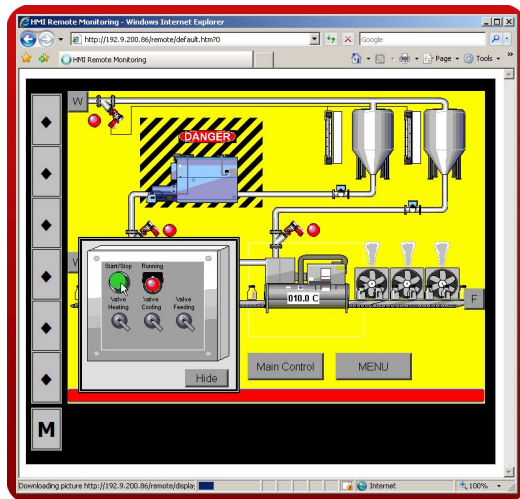 HMI Remote Monitoring - Windows Internet Explorer
http://192.9.200.86/remote/default.htm?0
Google
HMI Remote Monitoring
Page
Tools
W
DANGER
V
Start/Stop
Running
010.0 C
F
Valve Heating
Valve Cooling
Valve Feeding
Hide
Main Control
MENU
M
Downloading picture http://192.9.200.86/remote/display
Internet
100%